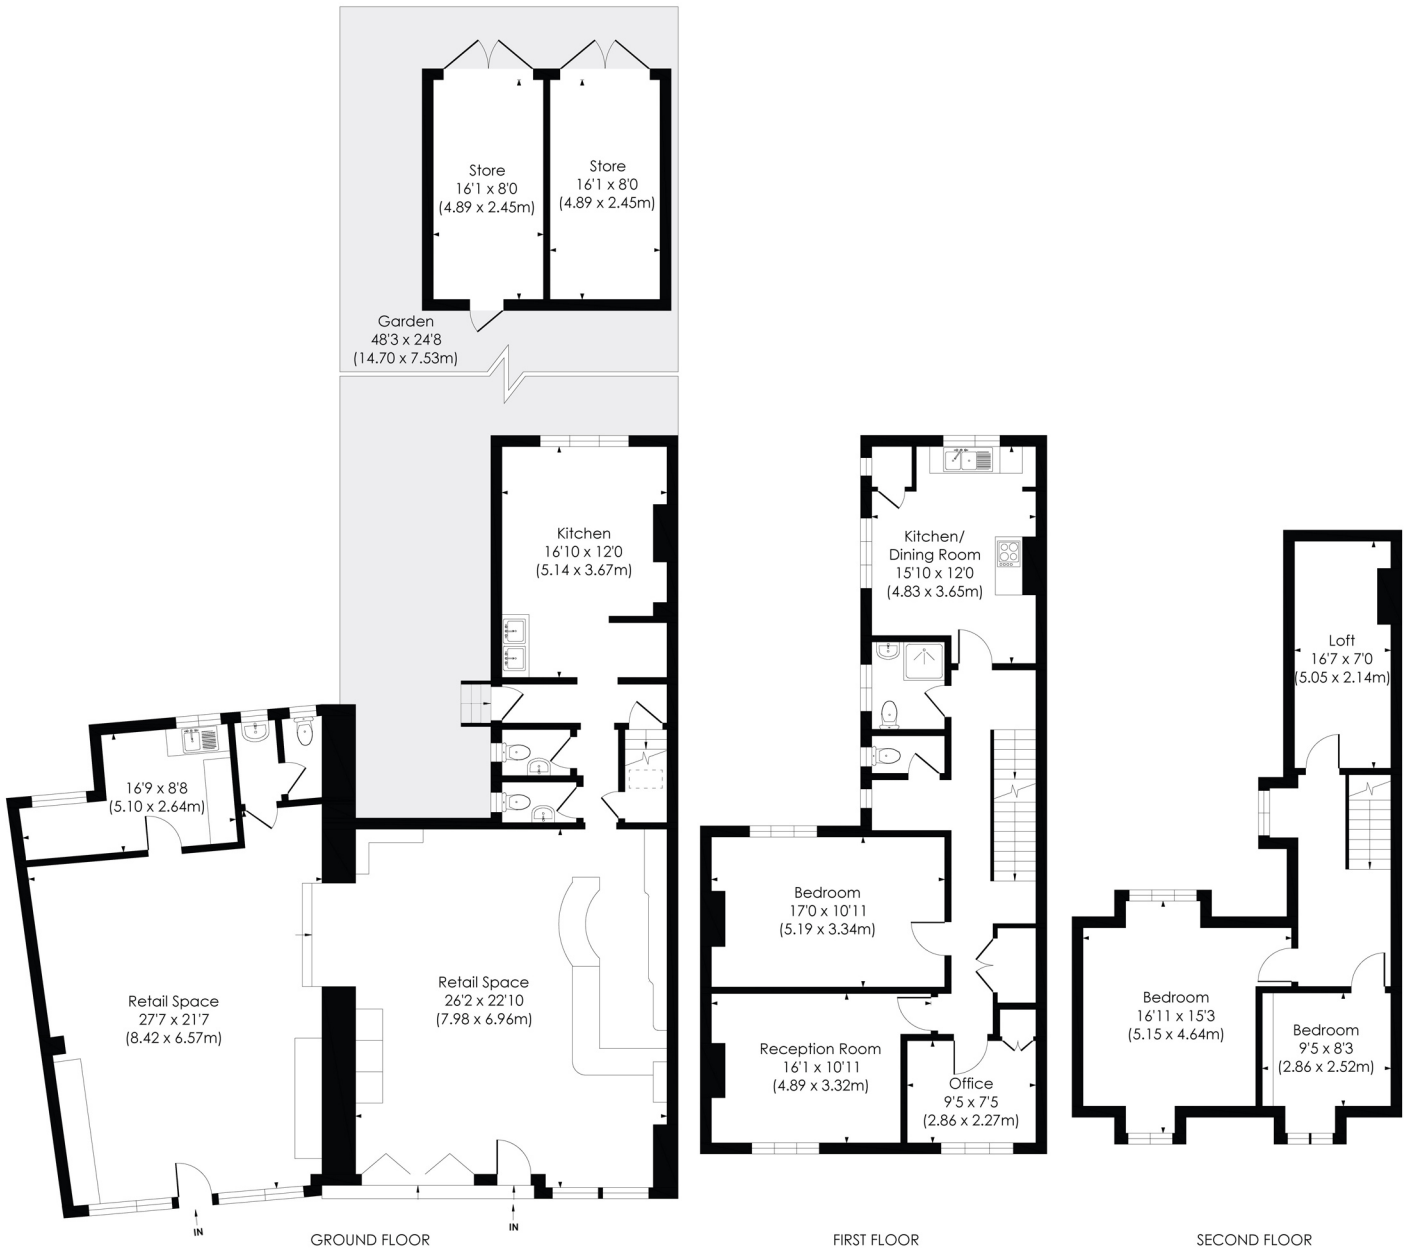 Store
16'1 x 8'0
(4.89 x 2.45m)
Store
16'1 x 8'0
(4.89 x 2.45m)
Garden
48'3 x 24'8
(14.70 x 7.53m)
Kitchen
16'10 x 12'0
(5.14 x 3.67m)
16'9 x 8'8
(5.10 x 2.64m)
Retail Space
27'7 x 21'7
(8.42 x 6.57m)
Retail Space
26'2 x 22'10
(7.98 x 6.96m)
IN
IN
GROUND FLOOR
Kitchen/
Dining Room
15'10 x 12'0
(4.83 x 3.65m)
Bedroom
17'0 x 10'11
(5.19 x 3.34m)
Reception Room
16'1 x 10'11
(4.89 x 3.32m)
Office
9'5 x 7'5
(2.86 x 2.27m)
FIRST FLOOR
Loft
16'7 x 7'0
(5.05 x 2.14m)
Bedroom
16'11 x 15'3
(5.15 x 4.64m)
Bedroom
9'5 x 8'3
(2.86 x 2.52m)
SECOND FLOOR